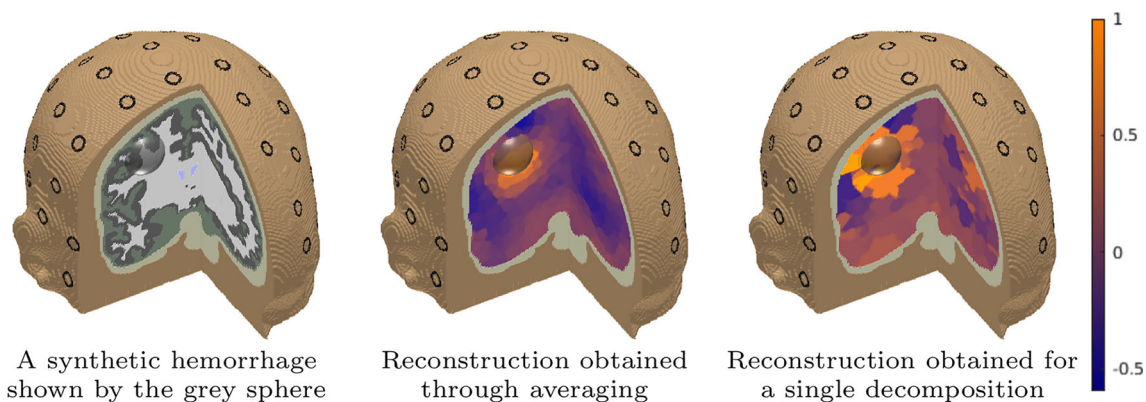 A synthetic hemorrhage
shown by the grey sphere
Reconstruction obtained
through averaging
Reconstruction obtained for
a single decomposition
1
0.5
0
-0.5